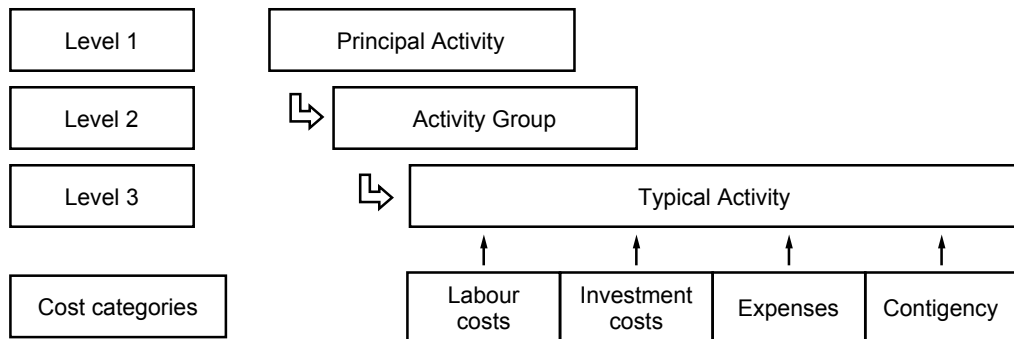 Level 1
Principal Activity
Level 2
Activity Group
Level 3
Typical Activity
Cost categories
Labour
costs
Investment
costs
Expenses
Contigency